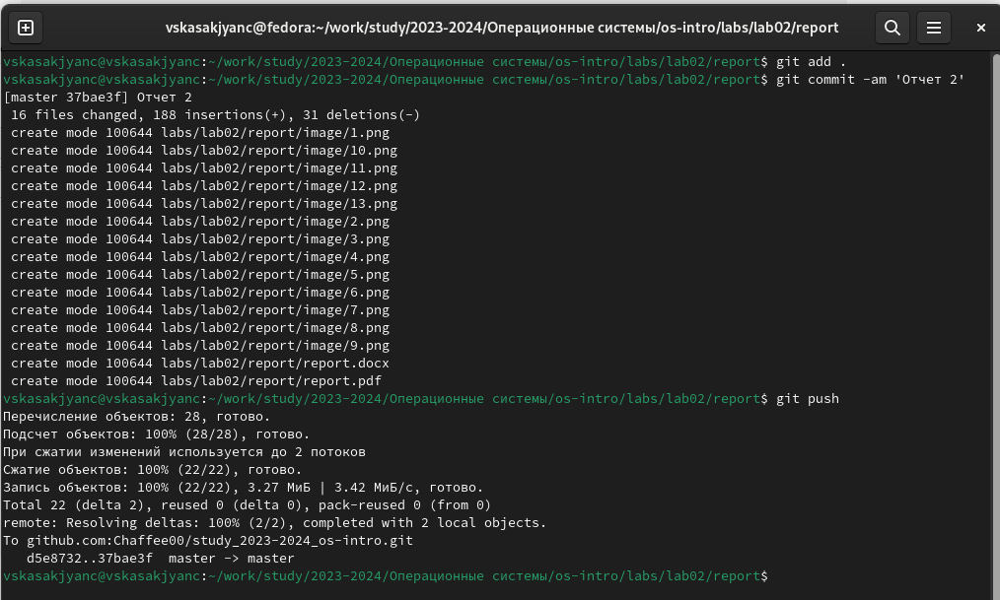 vskasakjyanc@fedora:~/work/study/2023-2024/Операционные системы/os-intro/labs/lab02/report
vskasakjyanc@vskasakjyanc:~/work/study/2023-2024/Операционные системы/os-intro/labs/lab02/report$ git add .
vskasakjyanc@vskasakjyanc:~/work/study/2023-2024/Операционные системы/os-intro/labs/lab02/report$ git commit -am 'Отчет 2'
[master 37bae3f] Отчет 2
 16 files changed, 188 insertions(+), 31 deletions(-)
 create mode 100644 labs/lab02/report/image/1.png
 create mode 100644 labs/lab02/report/image/10.png
 create mode 100644 labs/lab02/report/image/11.png
 create mode 100644 labs/lab02/report/image/12.png
 create mode 100644 labs/lab02/report/image/13.png
 create mode 100644 labs/lab02/report/image/2.png
 create mode 100644 labs/lab02/report/image/3.png
 create mode 100644 labs/lab02/report/image/4.png
 create mode 100644 labs/lab02/report/image/5.png
 create mode 100644 labs/lab02/report/image/6.png
 create mode 100644 labs/lab02/report/image/7.png
 create mode 100644 labs/lab02/report/image/8.png
 create mode 100644 labs/lab02/report/image/9.png
 create mode 100644 labs/lab02/report/report.docx
 create mode 100644 labs/lab02/report/report.pdf
vskasakjyanc@vskasakjyanc:~/work/study/2023-2024/Операционные системы/os-intro/labs/lab02/report$ git push
Перечисление объектов: 28, готово.
Подсчет объектов: 100% (28/28), готово.
При сжатии изменений используется до 2 потоков
Сжатие объектов: 100% (22/22), готово.
Запись объектов: 100% (22/22), 3.27 МиБ | 3.42 МиБ/с, готово.
Total 22 (delta 2), reused 0 (delta 0), pack-reused 0 (from 0)
remote: Resolving deltas: 100% (2/2), completed with 2 local objects.
To github.com:Chaffee00/study_2023-2024_os-intro.git
   d5e8732..37bae3f  master -> master
vskasakjyanc@vskasakjyanc:~/work/study/2023-2024/Операционные системы/os-intro/labs/lab02/report$